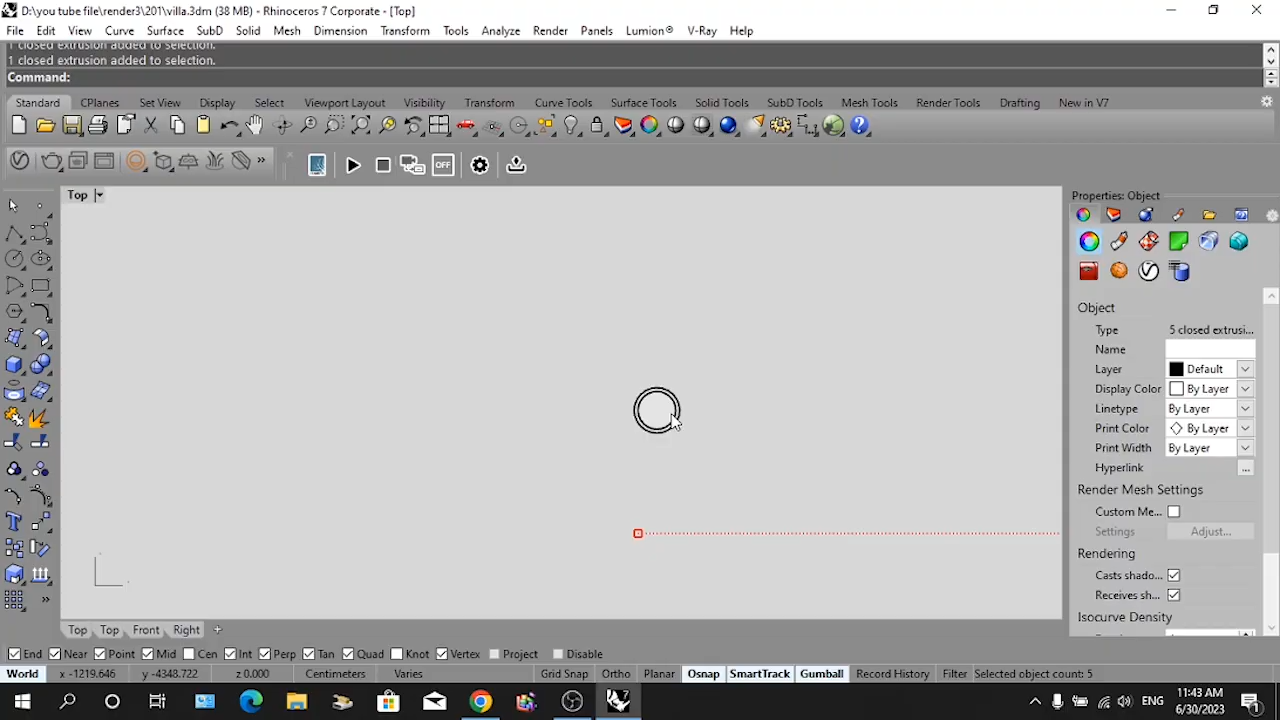 D:\you tube file\render3\201\villa.3dm (38 MB) - Rhinoceros 7 Corporate - [Top]
File Edit View Curve Surface SubD Solid Mesh Dimension Transform Tools Analyze Render Panels Lumion® V-Ray Help
1 closed extrusion added to selection.
1 closed extrusion added to selection.
Command:
Standard CPlanes Set View Display Select Viewport Layout Visibility Transform Curve Tools Surface Tools Solid Tools SubD Tools Mesh Tools Render Tools Drafting New in V7
OFF
Top
Properties: Object
Object
Type 5 closed extrusi...
Name
Layer Default
Display Color By Layer
Linetype By Layer
Print Color By Layer
Print Width By Layer
Hyperlink ...
Render Mesh Settings
Custom Me...
Settings Adjust...
Rendering
Casts shado...
Receives sh...
Isocurve Density
Top Top Front Right
End Near Point Mid Cen Int Perp Tan Quad Knot Vertex Project Disable
World x -1219.646 y -4348.722 z 0.000 Centimeters Varies Grid Snap Ortho Planar Osnap SmartTrack Gumball Record History Filter Selected object count: 5
ENG
11:43 AM
6/30/2023